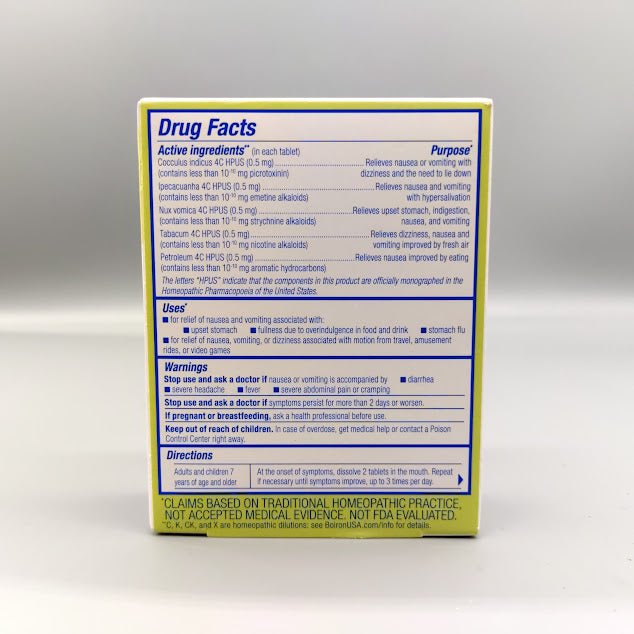 Drug Facts
Active ingredients** (in each tablet) Purpose*
Cocculus indicus 4C HPUS (0.5 mg)........................................ Relieves nausea or vomiting with
(contains less than 10-10 mg picrotoxinin) dizziness and the need to lie down
Ipecacuanha 4C HPUS (0.5 mg)........................................ Relieves nausea and vomiting
(contains less than 10-10 mg emetine alkaloids) with hypersalivation
Nux vomica 4C HPUS (0.5 mg)........................................ Relieves upset stomach, indigestion,
(contains less than 10-10 mg strychnine alkaloids) nausea, and vomiting
Tabacum 4C HPUS (0.5 mg)........................................ Relieves dizziness, nausea and
(contains less than 10-10 mg nicotine alkaloids) vomiting improved by fresh air
Petroleum 4C HPUS (0.5 mg)........................................ Relieves nausea improved by eating
(contains less than 10-10 mg aromatic hydrocarbons)
The letters "HPUS" indicate that the components in this product are officially monographed in the
Homeopathic Pharmacopoeia of the United States.
Uses*
■ for relief of nausea and vomiting associated with:
■ upset stomach ■ fullness due to overindulgence in food and drink ■ stomach flu
■ for relief of nausea, vomiting, or dizziness associated with motion from travel, amusement
rides, or video games
Warnings
Stop use and ask a doctor if nausea or vomiting is accompanied by ■ diarrhea
■ severe headache ■ fever ■ severe abdominal pain or cramping
Stop use and ask a doctor if symptoms persist for more than 2 days or worsen.
If pregnant or breastfeeding, ask a health professional before use.
Keep out of reach of children. In case of overdose, get medical help or contact a Poison
Control Center right away.
Directions
Adults and children 7 At the onset of symptoms, dissolve 2 tablets in the mouth. Repeat
years of age and older if necessary until symptoms improve, up to 3 times per day.
*CLAIMS BASED ON TRADITIONAL HOMEOPATHIC PRACTICE,
NOT ACCEPTED MEDICAL EVIDENCE. NOT FDA EVALUATED.
**C, K, CK, and X are homeopathic dilutions: see BoironUSA.com/info for details.